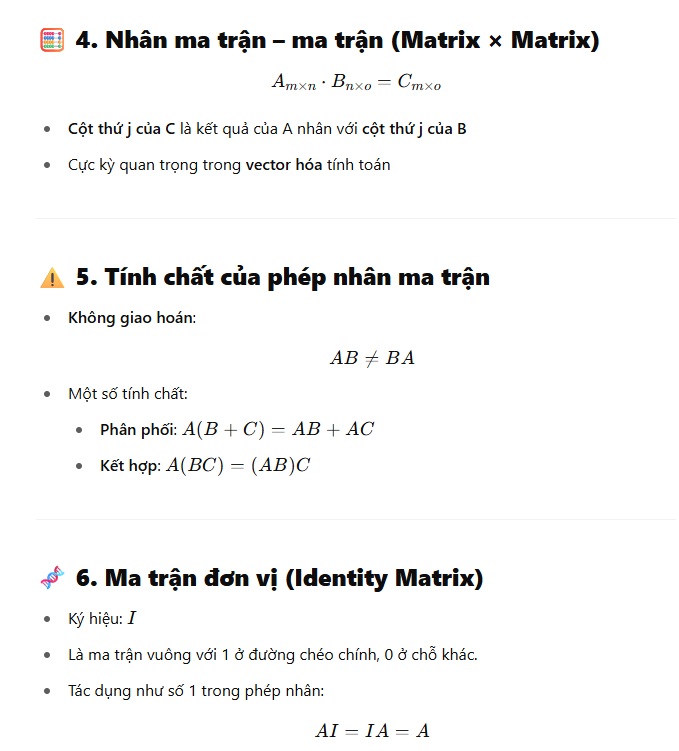 🧮 4. Nhân ma trận – ma trận (Matrix × Matrix)
A_{m×n} · B_{n×o} = C_{m×o}
• Cột thứ j của C là kết quả của A nhân với cột thứ j của B
• Cực kỳ quan trọng trong vector hóa tính toán
⚠️ 5. Tính chất của phép nhân ma trận
• Không giao hoán:
AB ≠ BA
• Một số tính chất:
• Phân phối: A(B + C) = AB + AC
• Kết hợp: A(BC) = (AB)C
🧬 6. Ma trận đơn vị (Identity Matrix)
• Ký hiệu: I
• Là ma trận vuông với 1 ở đường chéo chính, 0 ở chỗ khác.
• Tác dụng như số 1 trong phép nhân:
AI = IA = A